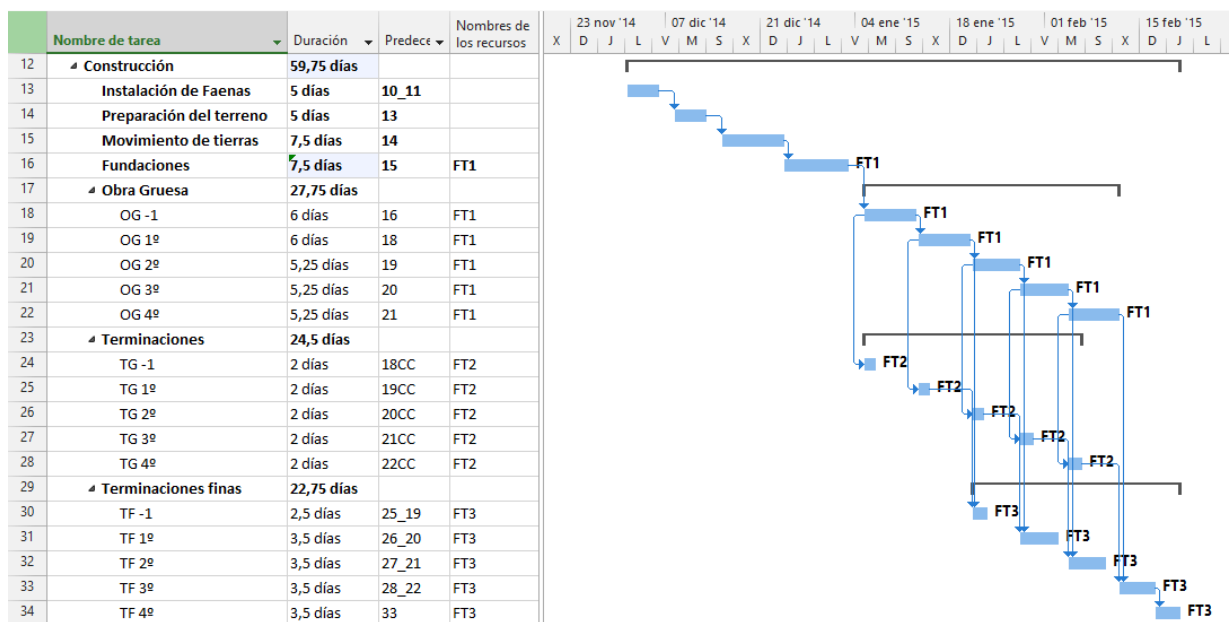 Nombre de tarea Duración Predece Nombres de los recursos
23 nov '14 07 dic '14 21 dic '14 04 ene '15 18 ene '15 01 feb '15 15 feb '15
X D J L V M S X D J L V M S X D J L V M S X D J L
12 Construcción 59,75 días
13 Instalación de Faenas 5 días 10_11
14 Preparación del terreno 5 días 13
15 Movimiento de tierras 7,5 días 14
16 Fundaciones 7,5 días 15 FT1 FT1
17 Obra Gruesa 27,75 días
18 OG -1 6 días 16 FT1 FT1
19 OG 1º 6 días 18 FT1 FT1
20 OG 2º 5,25 días 19 FT1 FT1
21 OG 3º 5,25 días 20 FT1 FT1
22 OG 4º 5,25 días 21 FT1 FT1
23 Terminaciones 24,5 días
24 TG -1 2 días 18CC FT2 FT2
25 TG 1º 2 días 19CC FT2 FT2
26 TG 2º 2 días 20CC FT2 FT2
27 TG 3º 2 días 21CC FT2 FT2
28 TG 4º 2 días 22CC FT2 FT2
29 Terminaciones finas 22,75 días
30 TF -1 2,5 días 25_19 FT3 FT3
31 TF 1º 3,5 días 26_20 FT3 FT3
32 TF 2º 3,5 días 27_21 FT3 FT3
33 TF 3º 3,5 días 28_22 FT3 FT3
34 TF 4º 3,5 días 33 FT3 FT3